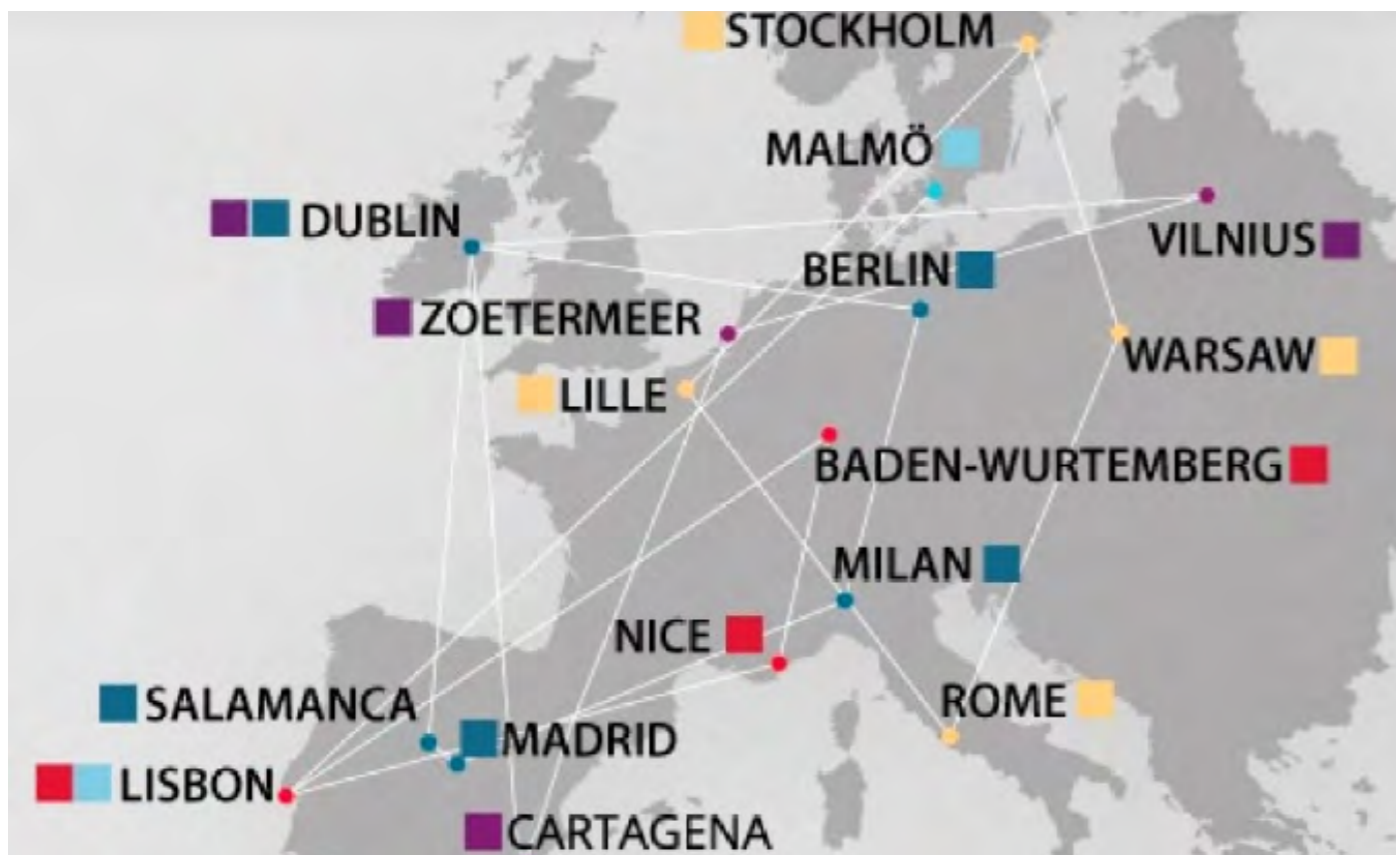 STOCKHOLM
MALMÖ
DUBLIN
VILNIUS
BERLIN
ZOETERMEER
WARSAW
LILLE
BADEN-WURTEMBERG
MILAN
NICE
ROME
SALAMANCA
MADRID
LISBON
CARTAGENA